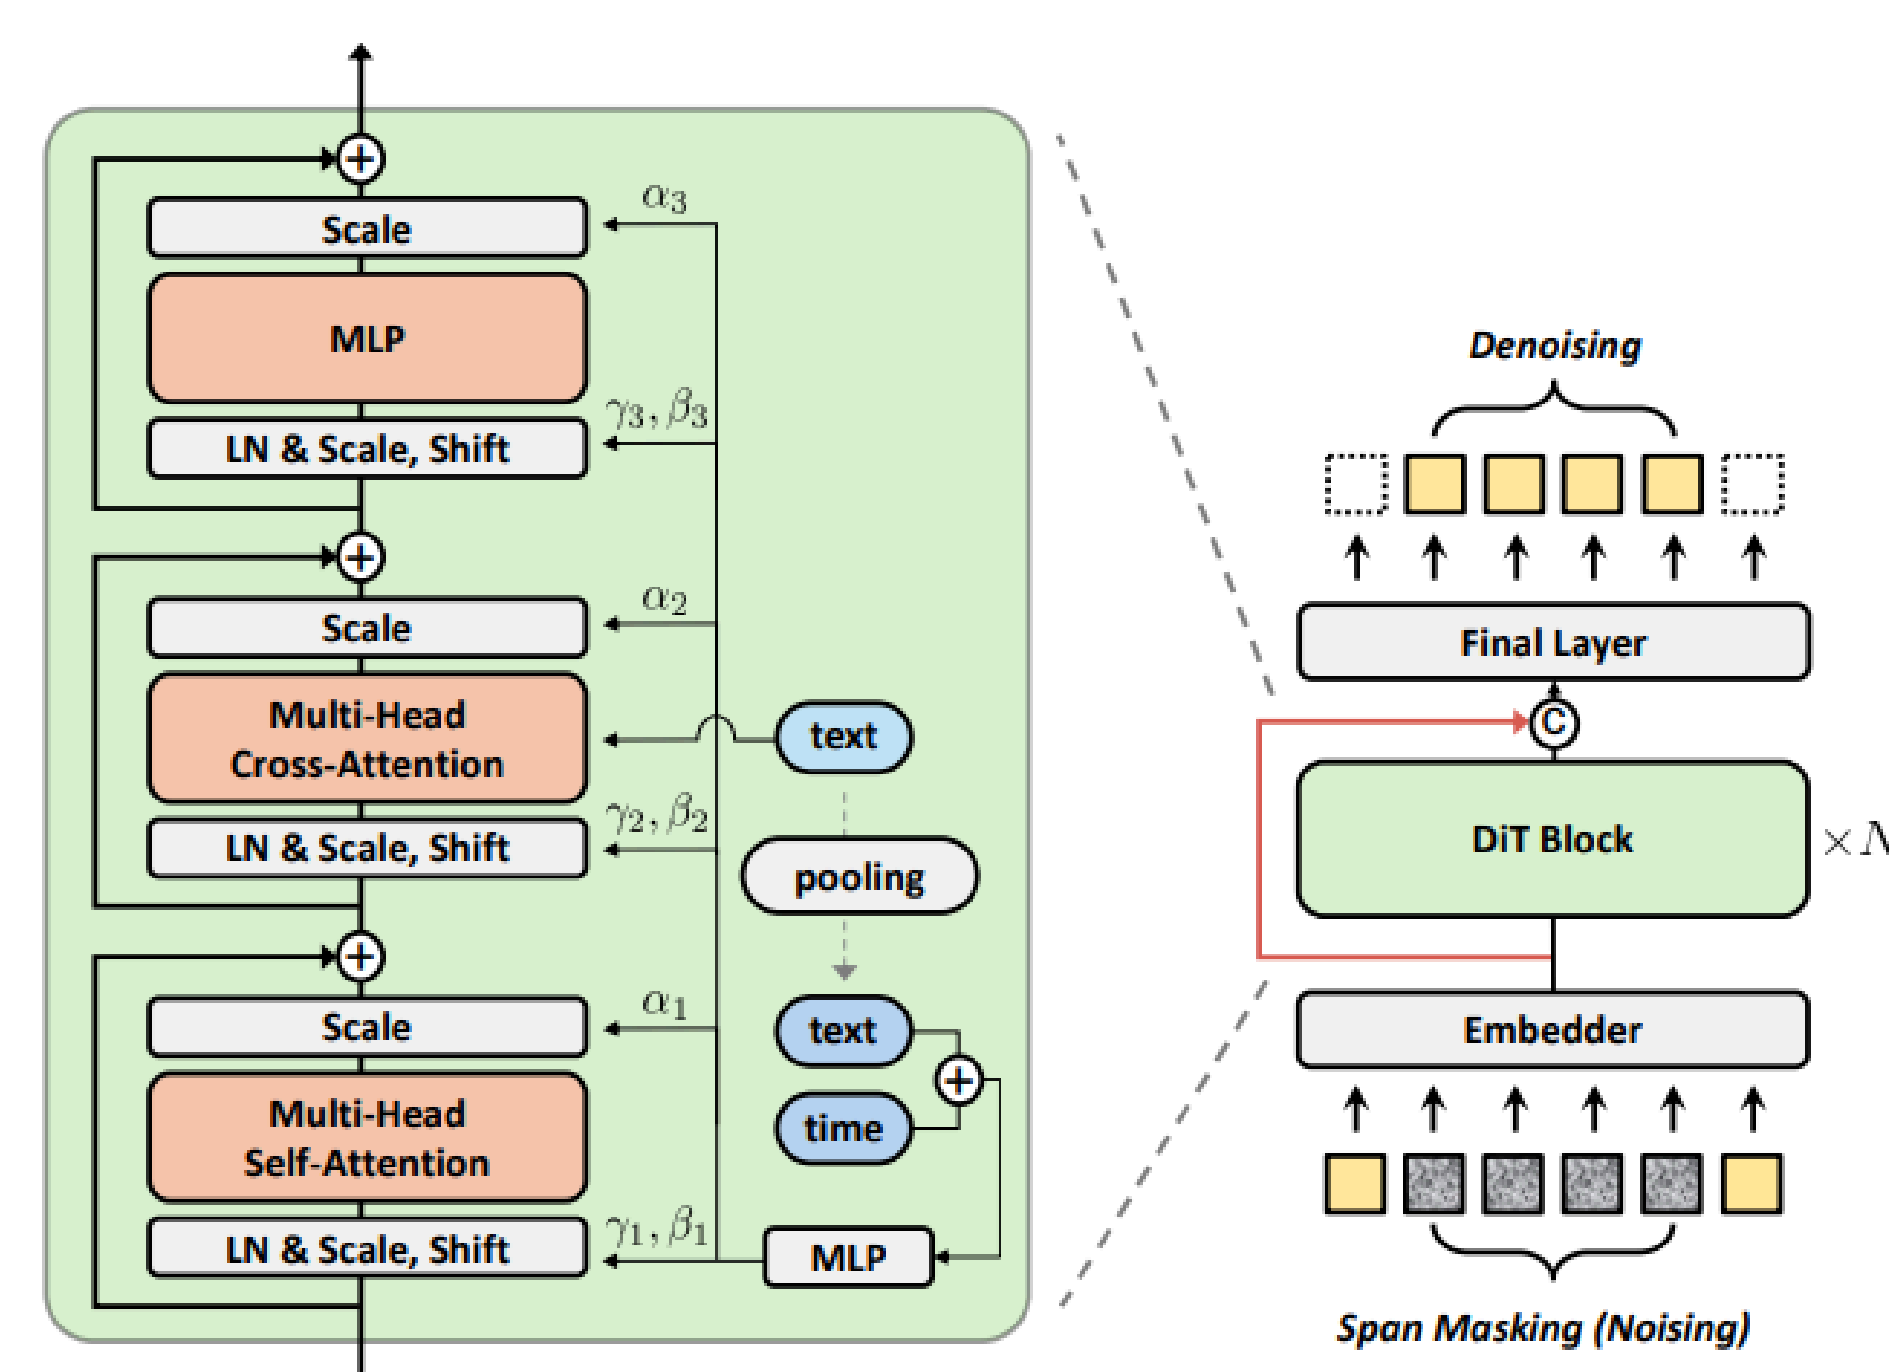 α3
Scale
MLP
γ3, β3
LN & Scale, Shift
α2
Scale
Multi-Head
Cross-Attention
text
γ2, β2
LN & Scale, Shift
pooling
α1
Scale
text
time
Multi-Head
Self-Attention
γ1, β1
LN & Scale, Shift
MLP
Denoising
Final Layer
C
DiT Block
×N
Embedder
Span Masking (Noising)